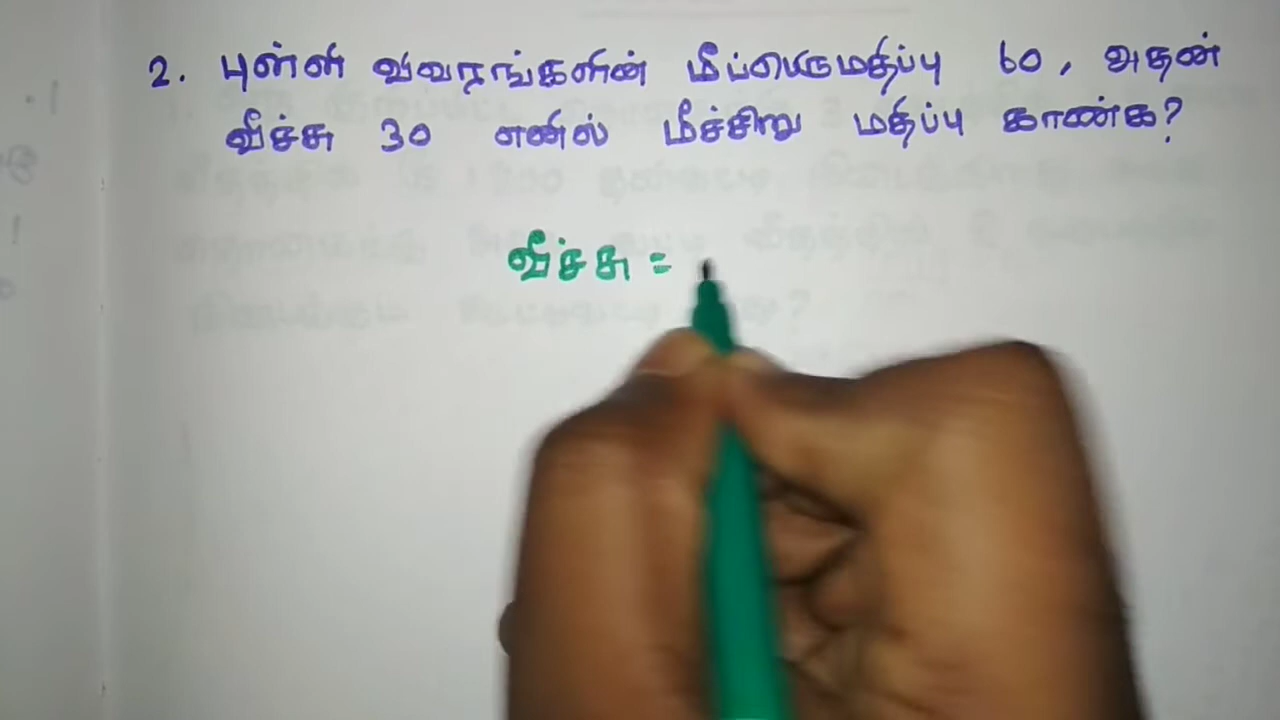 2. புள்ளி விவரங்களின் மீப்பெருமதிப்பு 60, அதன்
வீச்சு 30 எனில் மீச்சிறு மதிப்பு காண்க?
வீச்சு =